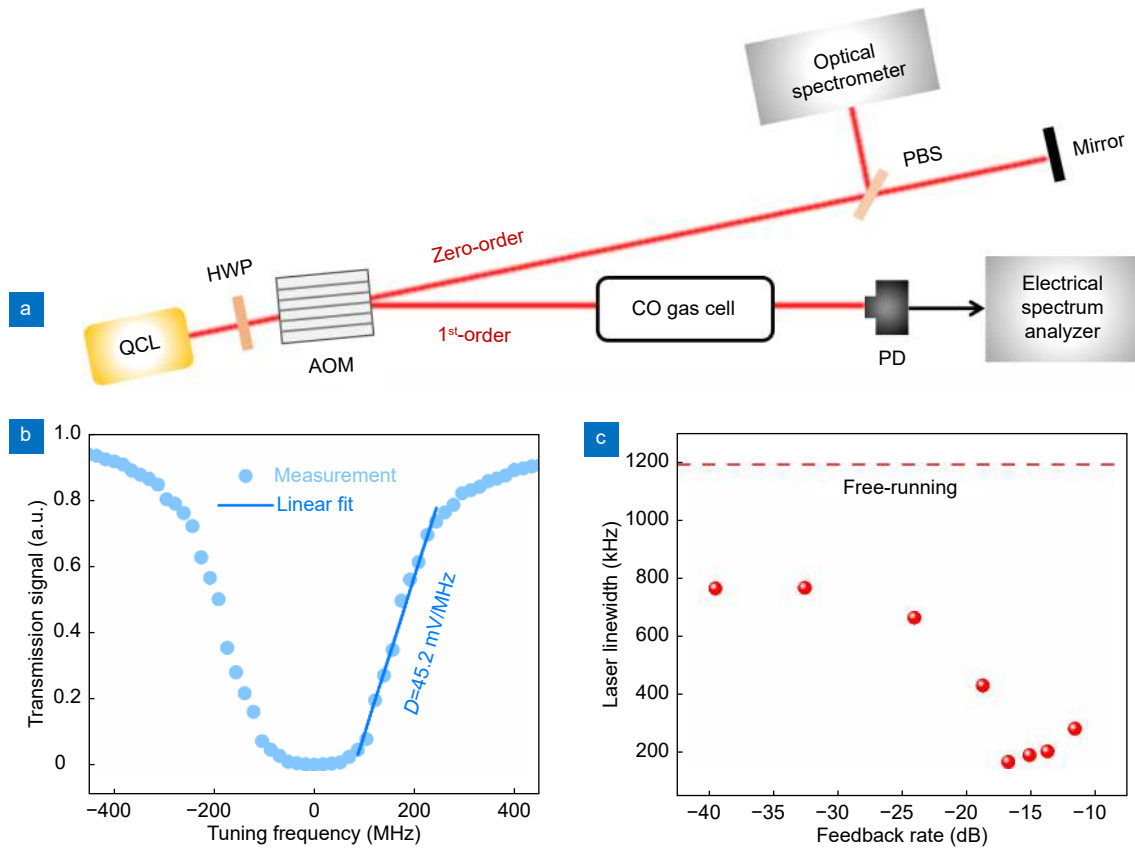 a
Optical
spectrometer
PBS
Mirror
Zero-order
HWP
QCL
AOM
1st-order
CO gas cell
PD
Electrical
spectrum
analyzer
b
1.0
0.8
0.6
0.4
0.2
0
Transmission signal (a.u.)
Measurement
Linear fit
D=45.2 mV/MHz
−400
−200
0
200
400
Tuning frequency (MHz)
c
1200
1000
800
600
400
200
Laser linewidth (kHz)
Free-running
−40
−35
−30
−25
−20
−15
−10
Feedback rate (dB)